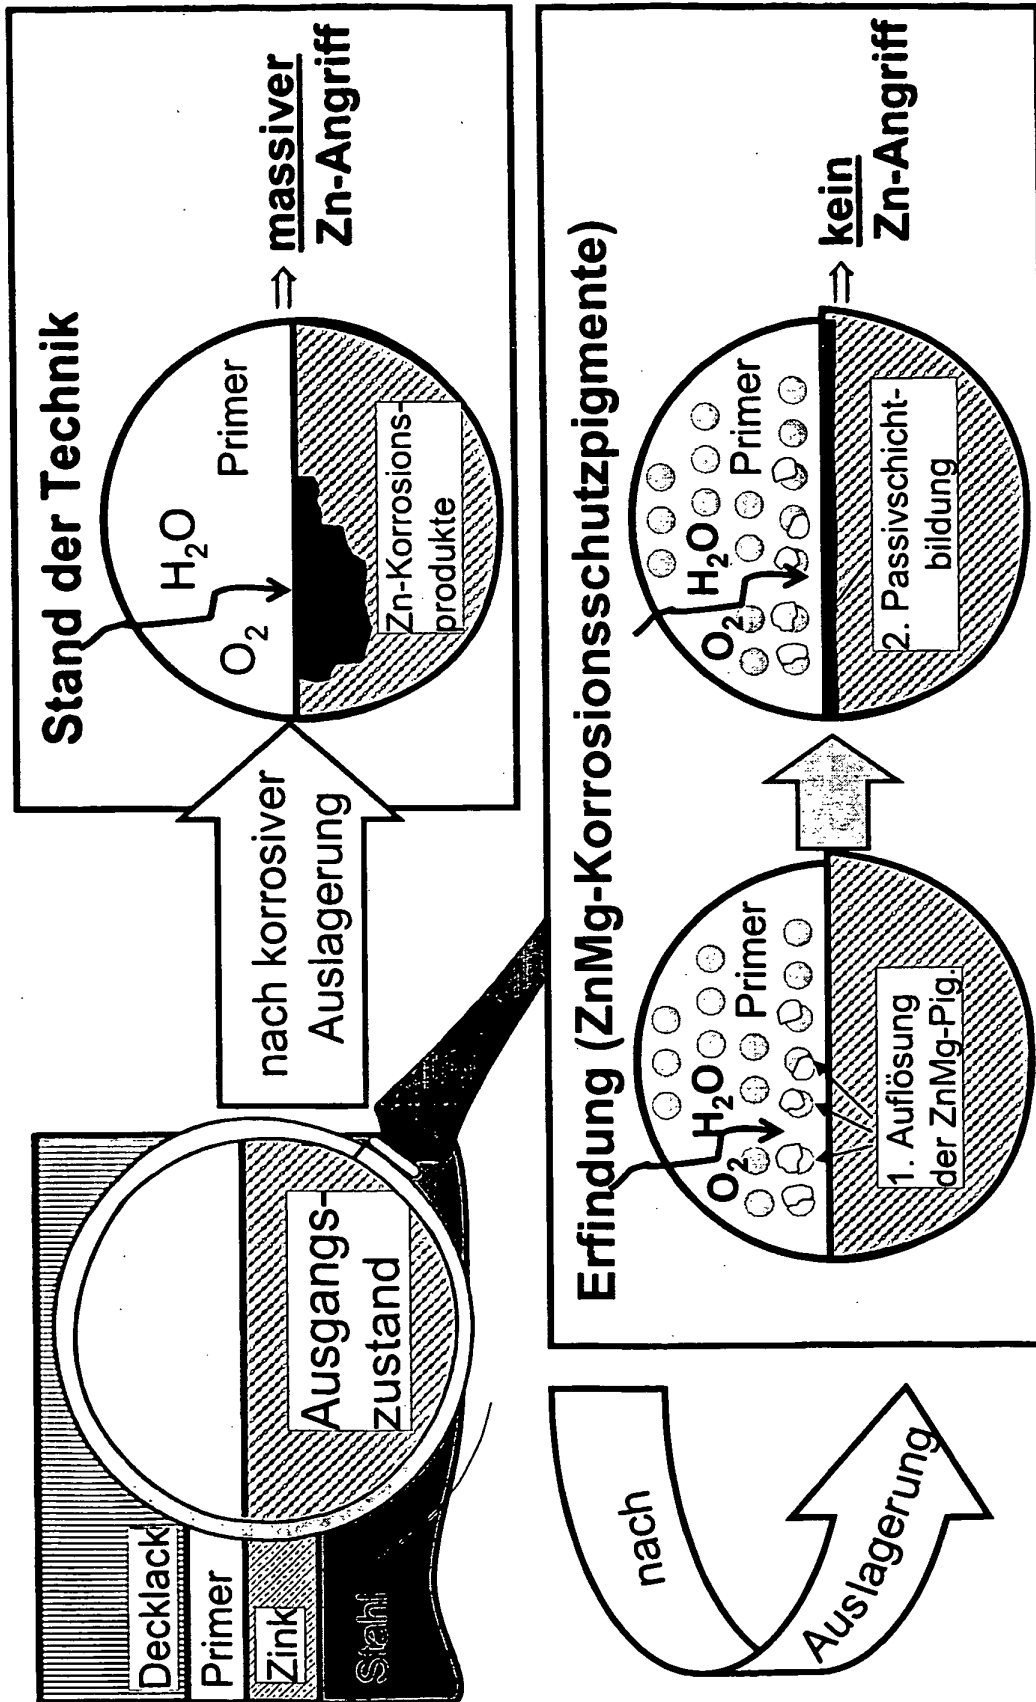 Decklack
Primer
Zink
Stahl
Ausgangs-
zustand
nach korrosiver
Auslagerung
Stand der Technik
O₂
H₂O
Primer
Zn-Korrosions-
produkte
⇒ massiver
Zn-Angriff
nach
Auslagerung
Erfindung (ZnMg-Korrosionsschutzpigmente)
O₂
H₂O
Primer
1. Auflösung
der ZnMg-Pig.
O₂
H₂O
Primer
2. Passivschicht-
bildung
⇒ kein
Zn-Angriff